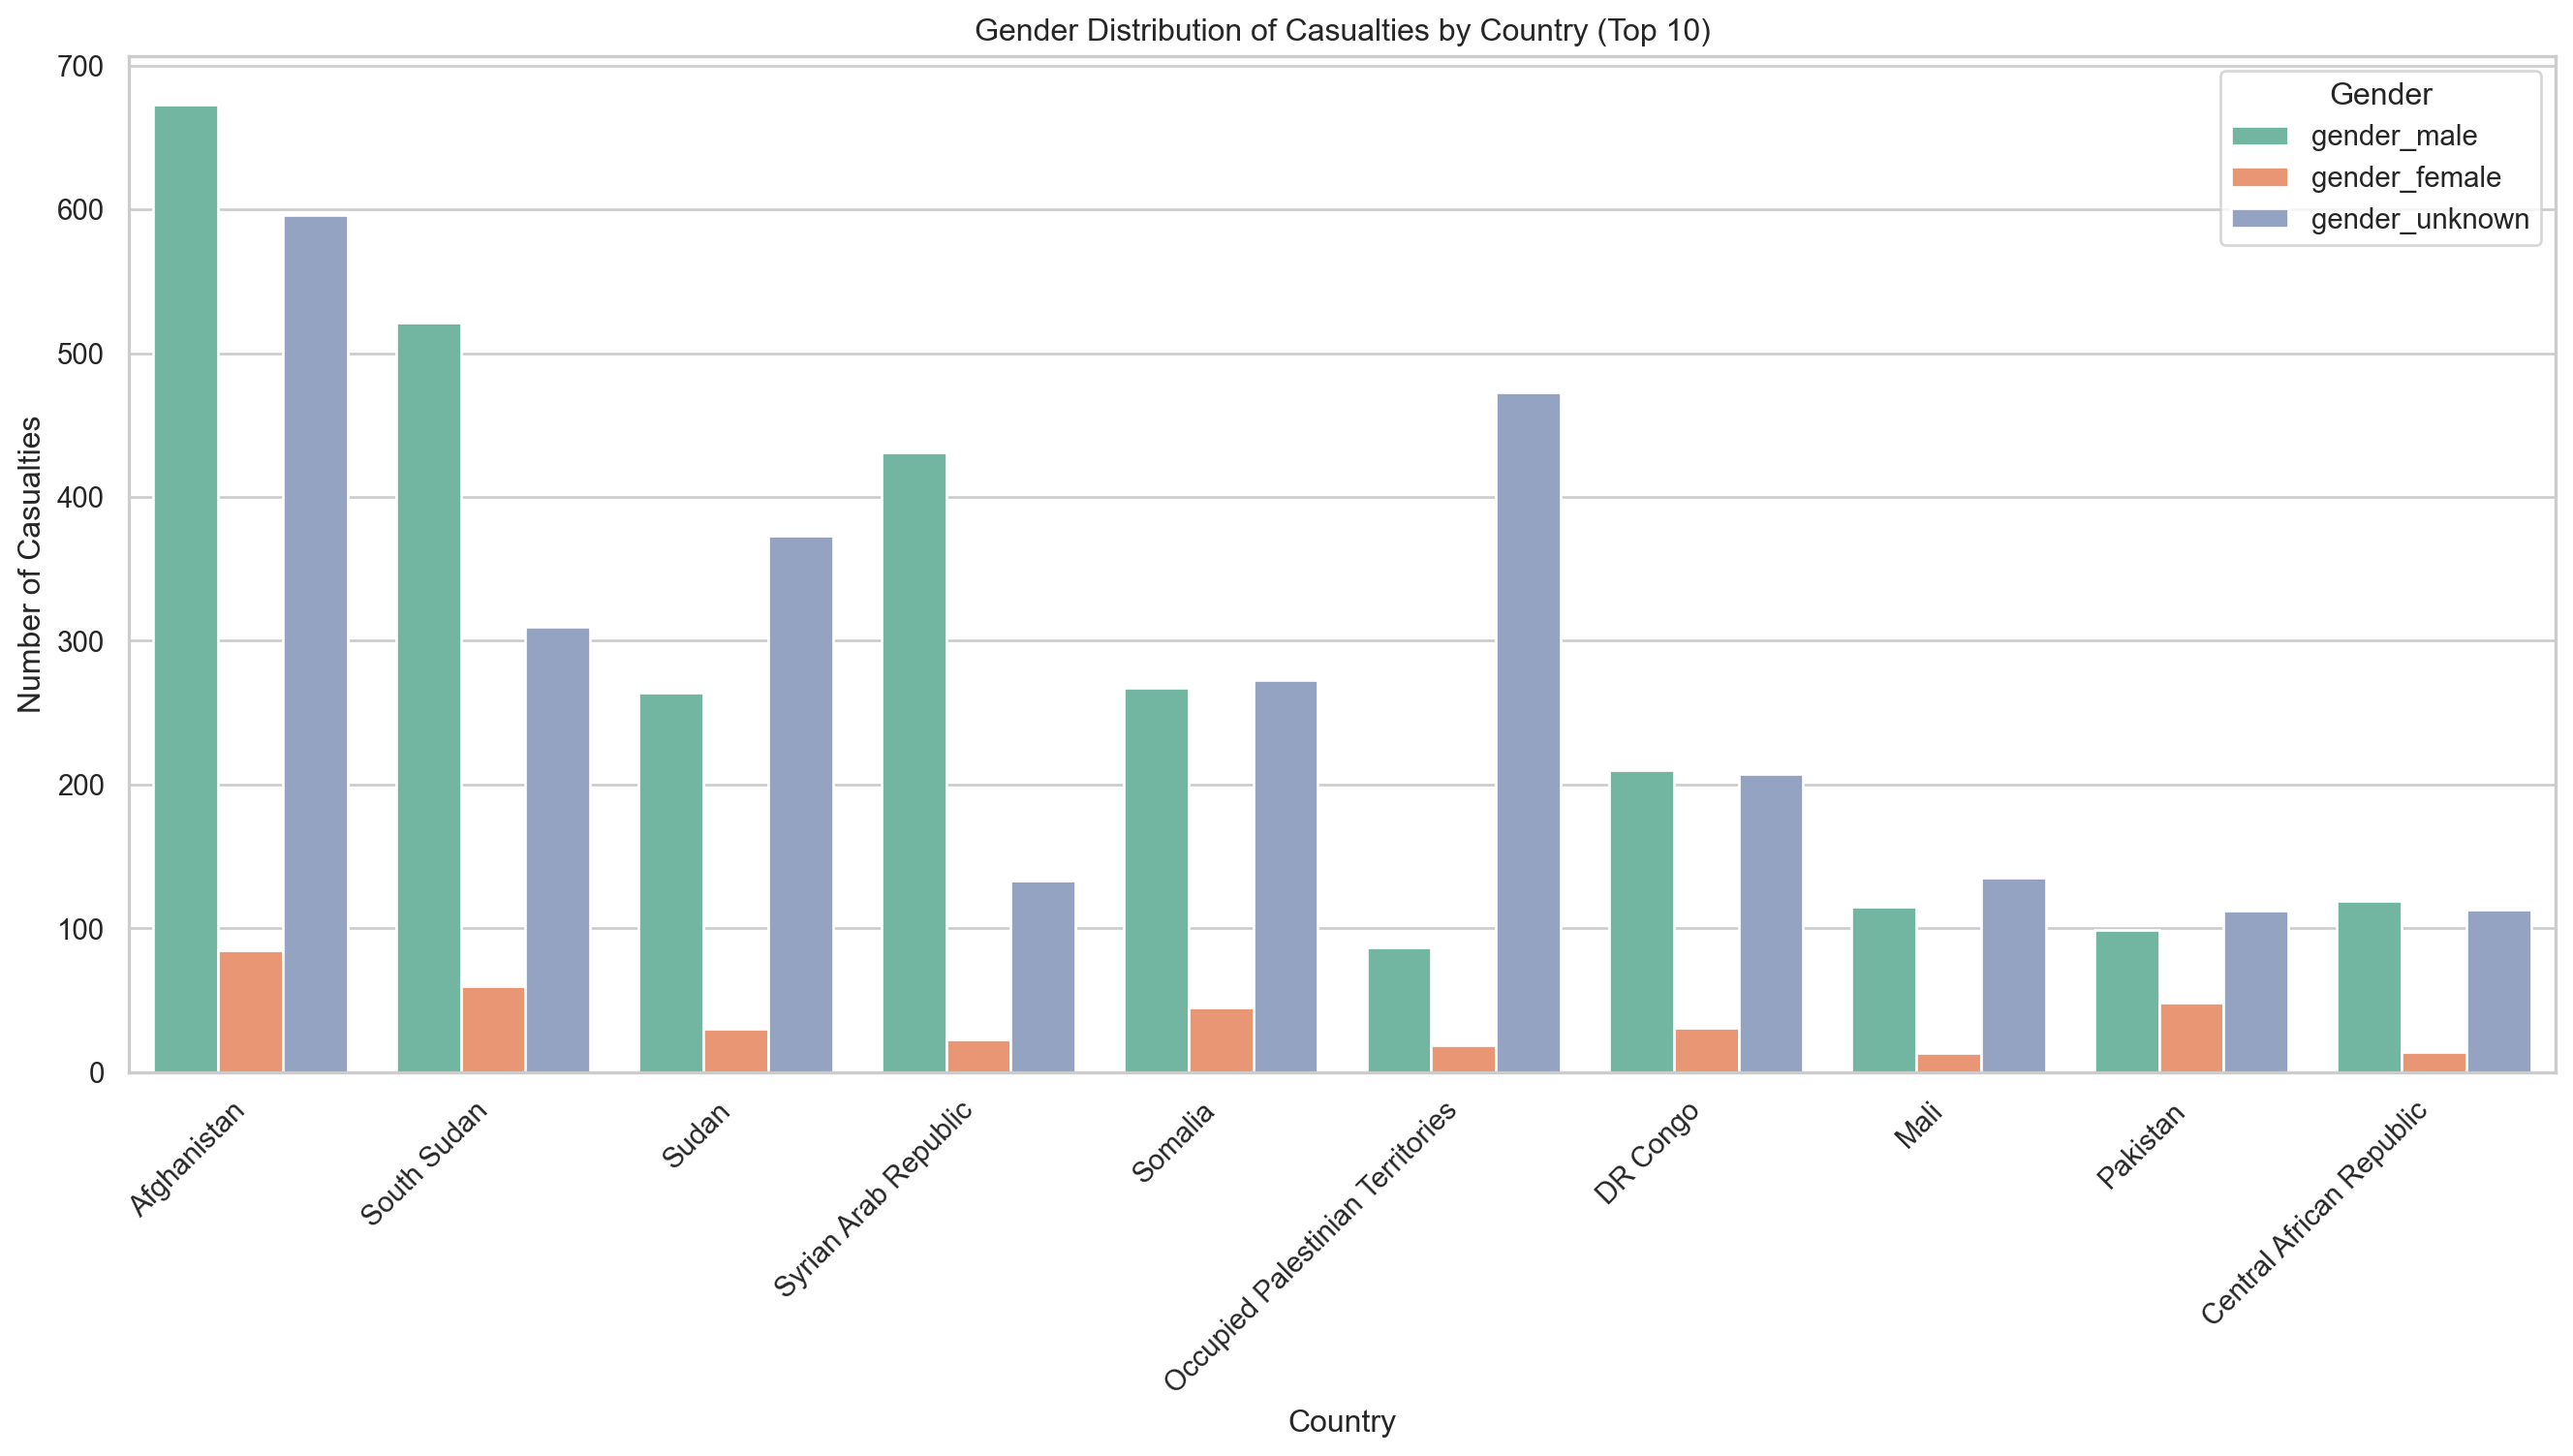 Gender Distribution of Casualties by Country (Top 10)
700
600
500
400
300
200
100
0
Number of Casualties
Gender
gender_male
gender_female
gender_unknown
Afghanistan
South Sudan
Sudan
Syrian Arab Republic
Somalia
Occupied Palestinian Territories
DR Congo
Mali
Pakistan
Central African Republic
Country